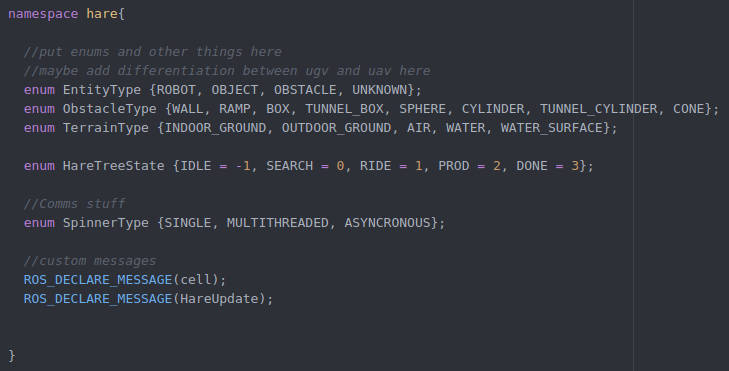 namespace hare{
//put enums and other things here
//maybe add differentiation between ugv and uav here
enum EntityType {ROBOT, OBJECT, OBSTACLE, UNKNOWN};
enum ObstacleType {WALL, RAMP, BOX, TUNNEL_BOX, SPHERE, CYLINDER, TUNNEL_CYLINDER, CONE};
enum TerrainType {INDOOR_GROUND, OUTDOOR_GROUND, AIR, WATER, WATER_SURFACE};
enum HareTreeState {IDLE = -1, SEARCH = 0, RIDE = 1, PROD = 2, DONE = 3};
//Comms stuff
enum SpinnerType {SINGLE, MULTITHREADED, ASYNCRONOUS};
//custom messages
ROS_DECLARE_MESSAGE(cell);
ROS_DECLARE_MESSAGE(HareUpdate);
}